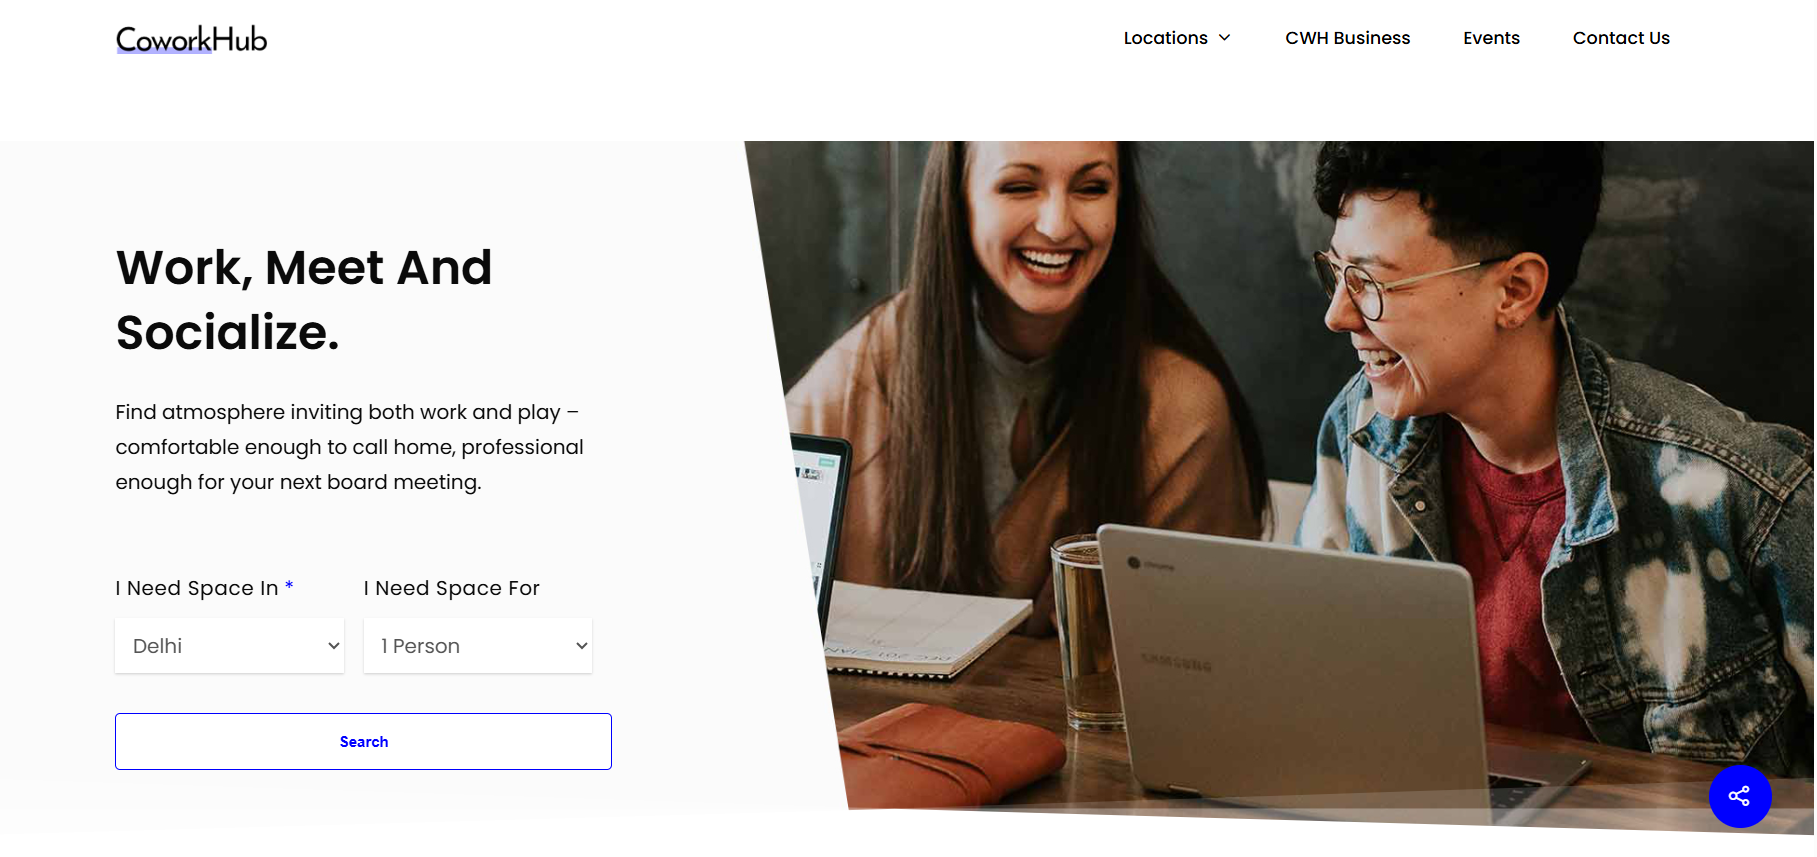 CoworkHub
Locations
CWH Business
Events
Contact Us
Work, Meet And
Socialize.
Find atmosphere inviting both work and play –
comfortable enough to call home, professional
enough for your next board meeting.
I Need Space In *
I Need Space For
Delhi
1 Person
Search
chrome
SAMSUNG